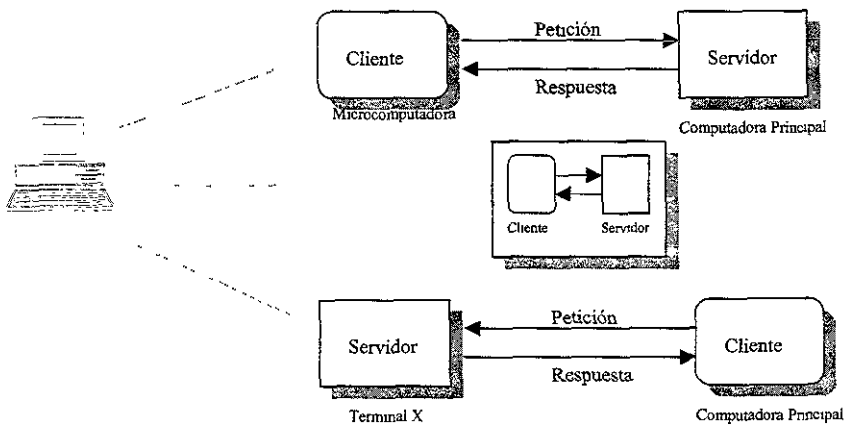 Cliente
Petición
Respuesta
Servidor
Microcomputadora
Computadora Principal
Cliente
Servidor
Servidor
Petición
Respuesta
Cliente
Terminal X
Computadora Principal